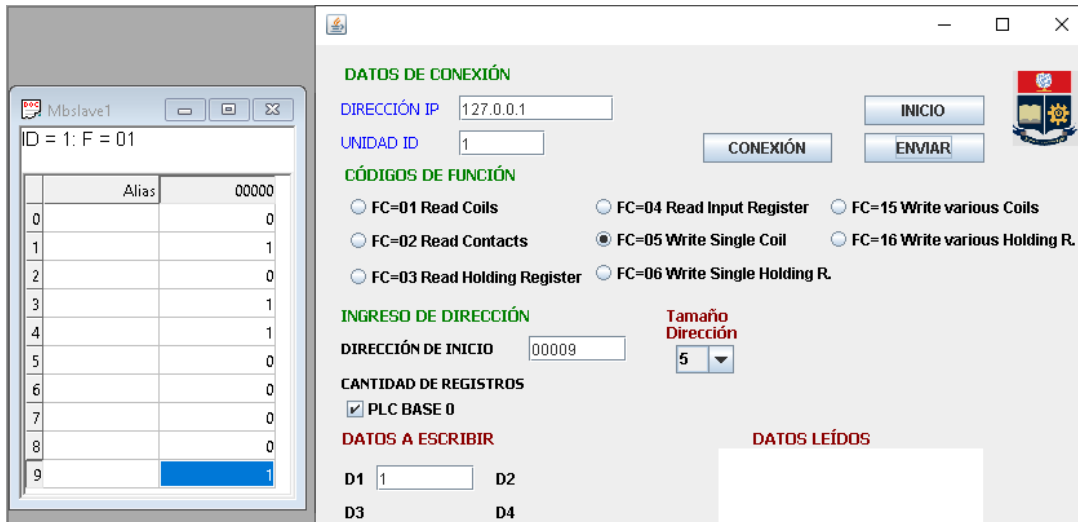 Mbslave1
ID = 1: F = 01
Alias 00000
0 0
1 1
2 0
3 1
4 1
5 0
6 0
7 0
8 0
9 1
DATOS DE CONEXIÓN
DIRECCIÓN IP 127.0.0.1 INICIO
UNIDAD ID 1 CONEXIÓN ENVIAR
CÓDIGOS DE FUNCIÓN
FC=01 Read Coils FC=04 Read Input Register FC=15 Write various Coils
FC=02 Read Contacts FC=05 Write Single Coil FC=16 Write various Holding R.
FC=03 Read Holding Register FC=06 Write Single Holding R.
INGRESO DE DIRECCIÓN Tamaño
Dirección
DIRECCIÓN DE INICIO 00009 5
CANTIDAD DE REGISTROS
PLC BASE 0
DATOS A ESCRIBIR DATOS LEÍDOS
D1 1 D2
D3 D4